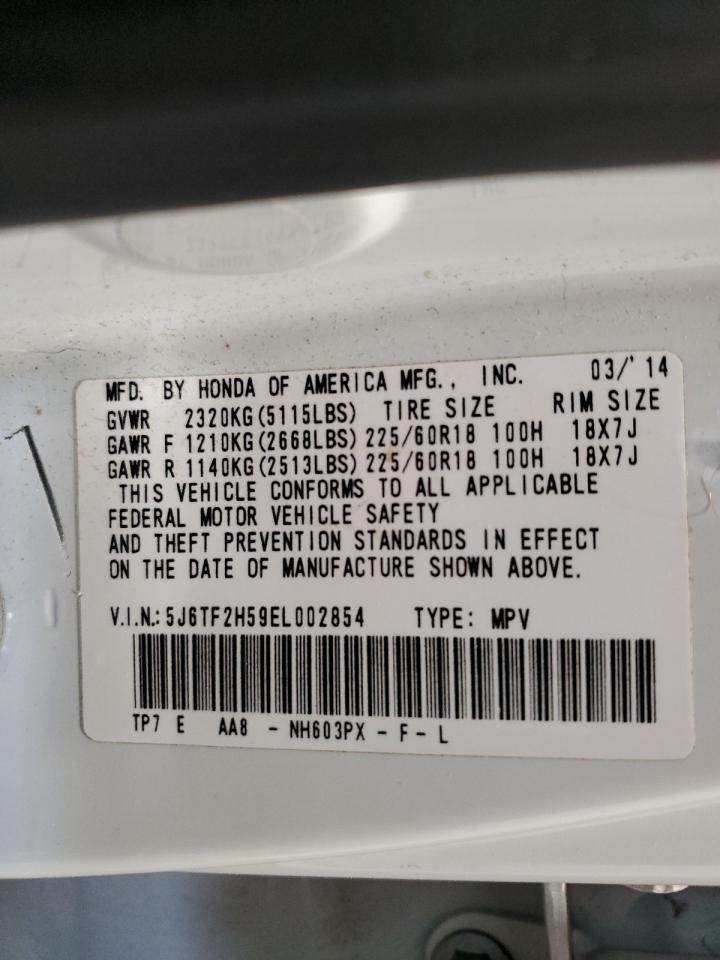 MFD. BY HONDA OF AMERICA MFG., INC. 03/'14
GVWR 2320KG(5115LBS) TIRE SIZE RIM SIZE
GAWR F 1210KG(2668LBS) 225/60R18 100H 18X7J
GAWR R 1140KG(2513LBS) 225/60R18 100H 18X7J
THIS VEHICLE CONFORMS TO ALL APPLICABLE
FEDERAL MOTOR VEHICLE SAFETY
AND THEFT PREVENTION STANDARDS IN EFFECT
ON THE DATE OF MANUFACTURE SHOWN ABOVE.
V.I.N.: 5J6TF2H59EL002854 TYPE: MPV
TP7 E AA8 - NH603PX - F - L